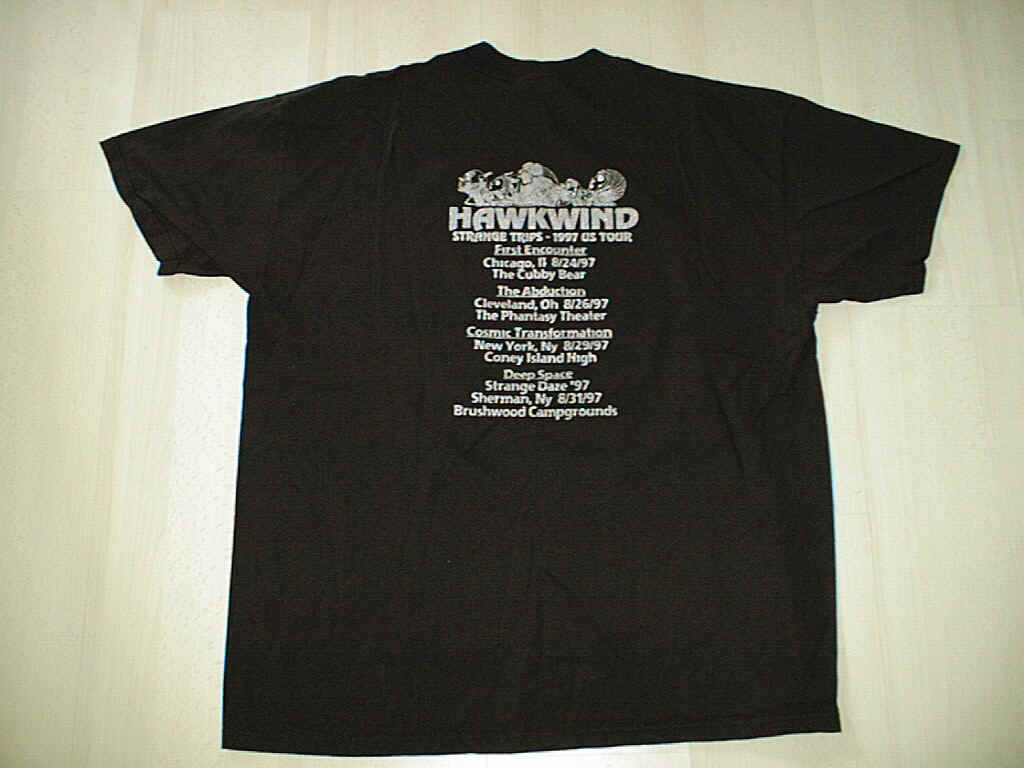 HAWKWIND
STRANGE TRIPS - 1997 US TOUR
First Encounter
Chicago, Il 8/24/97
The Cubby Bear
The Abduction
Cleveland, Oh 8/26/97
The Phantasy Theater
Cosmic Transformation
New York, Ny 8/29/97
Coney Island High
Deep Space
Strange Daze '97
Sherman, Ny 8/31/97
Brushwood Campgrounds